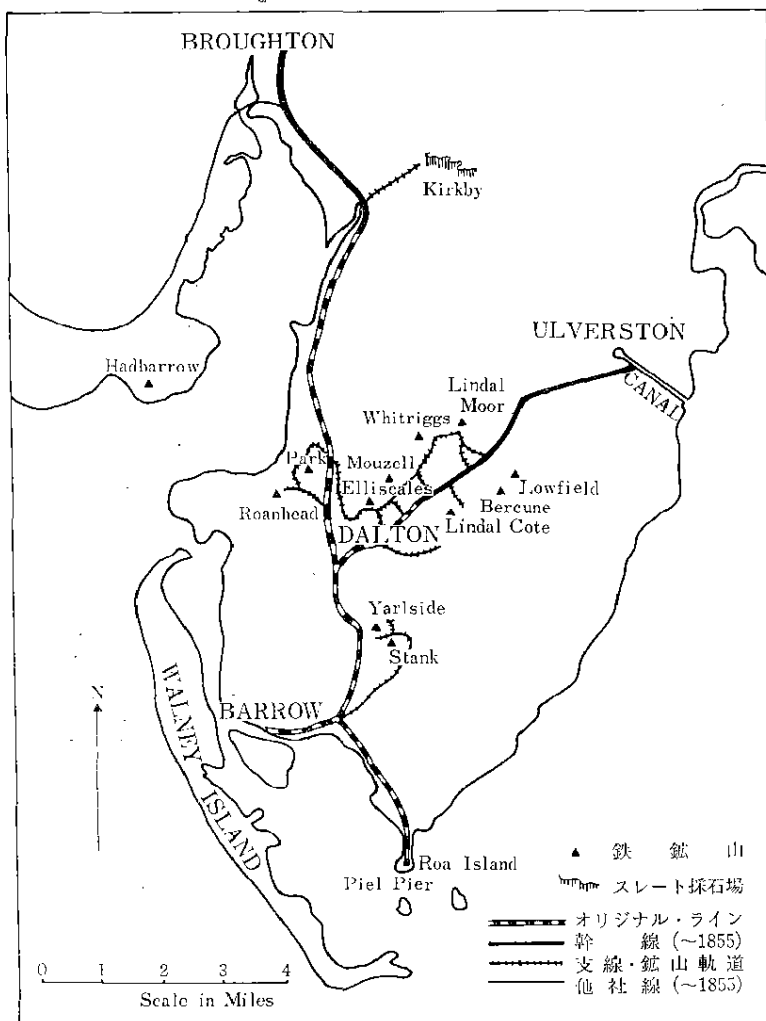 BROUGHTON
Kirkby
ULVERSTON
CANAL
Hadbarrow
Lindal
Moor
Whitriggs
Park
Mouzell
Elliscales
Lowfield
Roanhead
Bercune
DALTON
Lindal Cote
Yarlside
Stank
WALNEY
ISLAND
N
BARROW
Roa Island
Piel Pier
▲ 鉄鉱山
スレート採石場
オリジナル・ライン
幹線 (~1855)
支線・鉱山軌道
他社線 (~1855)
0 1 2 3 4
Scale in Miles